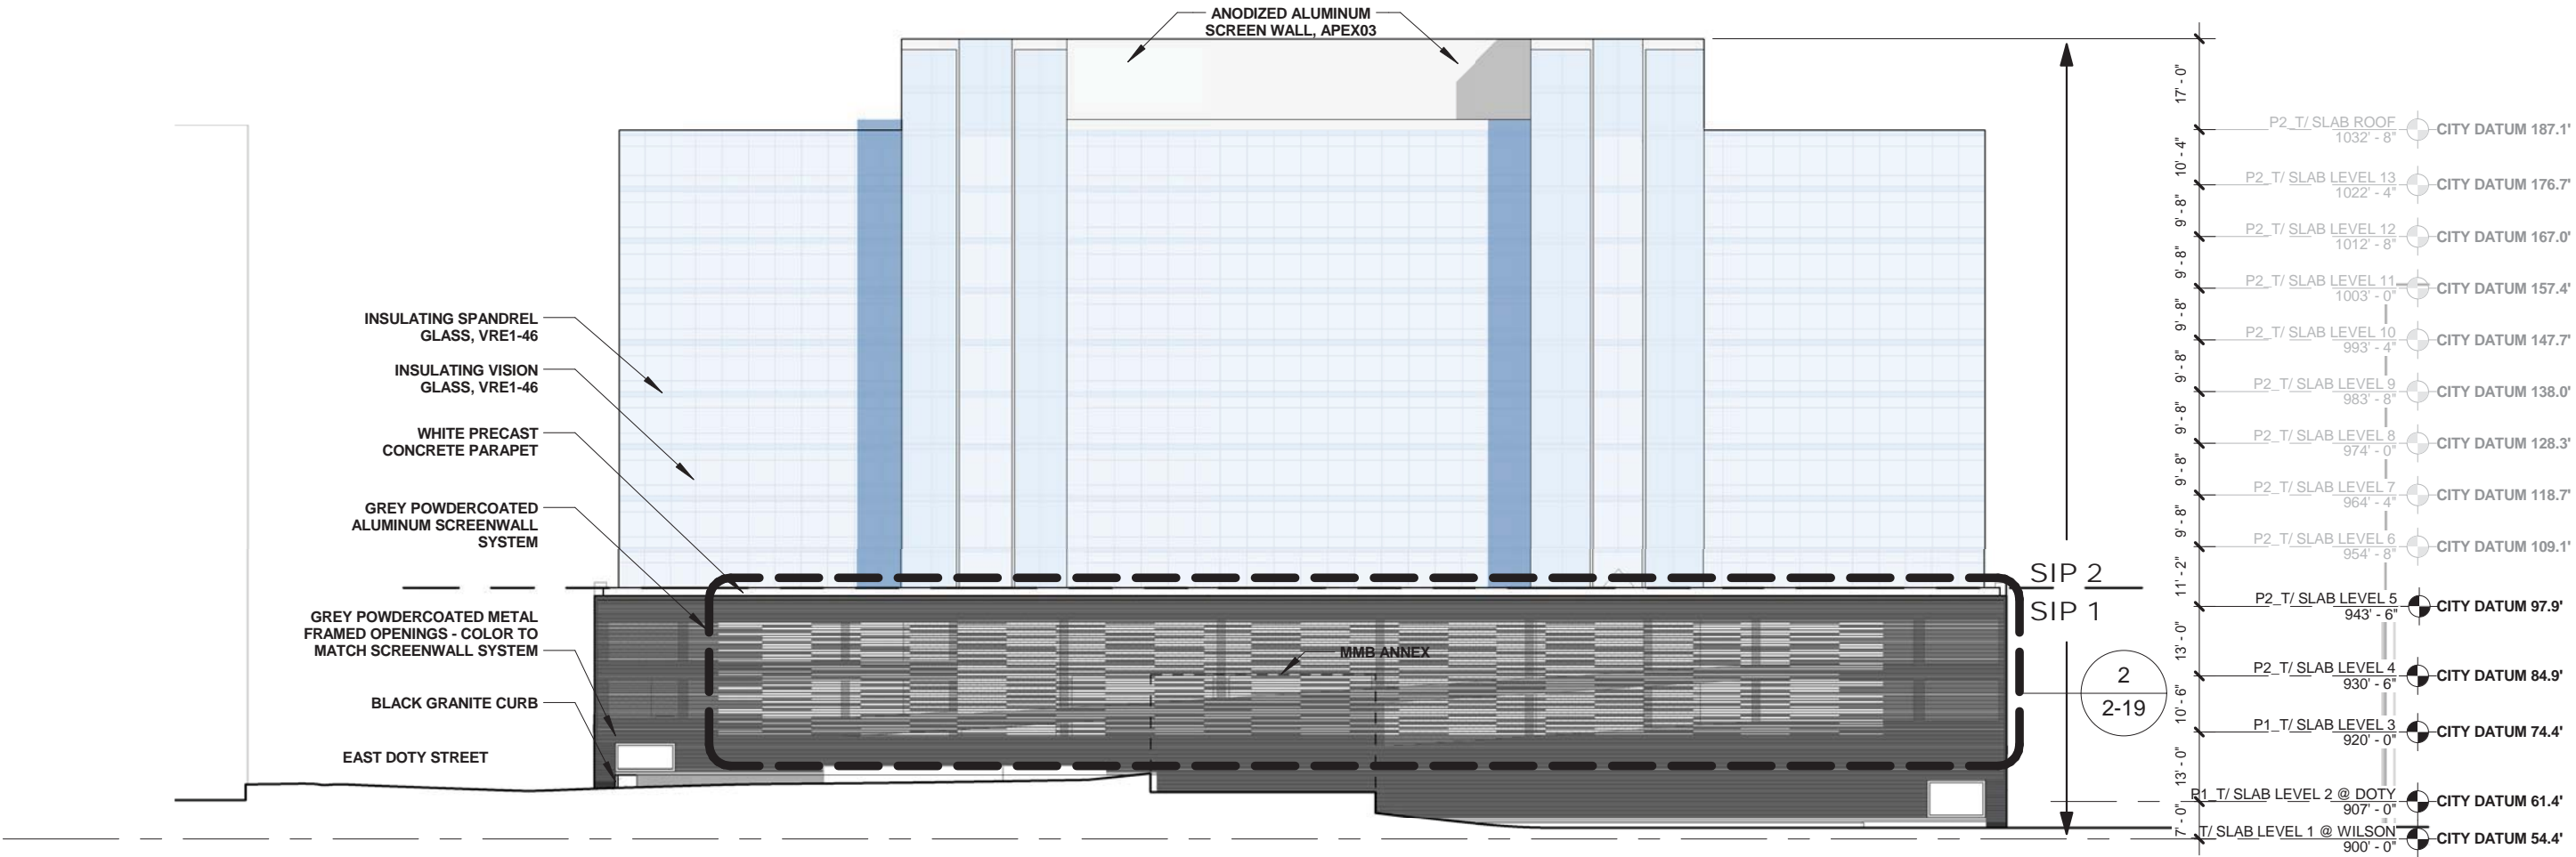 ANODIZED ALUMINUM
SCREEN WALL, APEX03
INSULATING SPANDREL
GLASS, VRE1-46
INSULATING VISION
GLASS, VRE1-46
WHITE PRECAST
CONCRETE PARAPET
GREY POWDERCOATED
ALUMINUM SCREENWALL
SYSTEM
GREY POWDERCOATED METAL
FRAMED OPENINGS - COLOR TO
MATCH SCREENWALL SYSTEM
BLACK GRANITE CURB
EAST DOTY STREET
MMB ANNEX
SIP 2
SIP 1
2
2-19
17' - 0"
10' - 4"
9' - 8"
9' - 8"
9' - 8"
9' - 8"
9' - 8"
9' - 8"
9' - 8"
11' - 2"
13' - 0"
10' - 6"
13' - 0"
7' - 0"
P2_T/ SLAB ROOF
1032' - 8"
CITY DATUM 187.1'
P2_T/ SLAB LEVEL 13
1022' - 4"
CITY DATUM 176.7'
P2_T/ SLAB LEVEL 12
1012' - 8"
CITY DATUM 167.0'
P2_T/ SLAB LEVEL 11
1003' - 0"
CITY DATUM 157.4'
P2_T/ SLAB LEVEL 10
993' - 4"
CITY DATUM 147.7'
P2_T/ SLAB LEVEL 9
983' - 8"
CITY DATUM 138.0'
P2_T/ SLAB LEVEL 8
974' - 0"
CITY DATUM 128.3'
P2_T/ SLAB LEVEL 7
964' - 4"
CITY DATUM 118.7'
P2_T/ SLAB LEVEL 6
954' - 8"
CITY DATUM 109.1'
P2_T/ SLAB LEVEL 5
943' - 6"
CITY DATUM 97.9'
P2_T/ SLAB LEVEL 4
930' - 6"
CITY DATUM 84.9'
P1_T/ SLAB LEVEL 3
920' - 0"
CITY DATUM 74.4'
P1_T/ SLAB LEVEL 2 @ DOTY
907' - 0"
CITY DATUM 61.4'
T/ SLAB LEVEL 1 @ WILSON
900' - 0"
CITY DATUM 54.4'